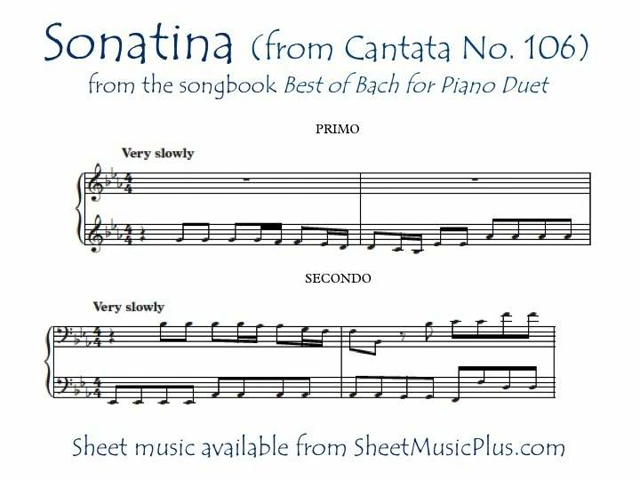 Sonatina (from Cantata No. 106)
from the songbook Best of Bach for Piano Duet
PRIMO
Very slowly
SECONDO
Very slowly
Sheet music available from SheetMusicPlus.com